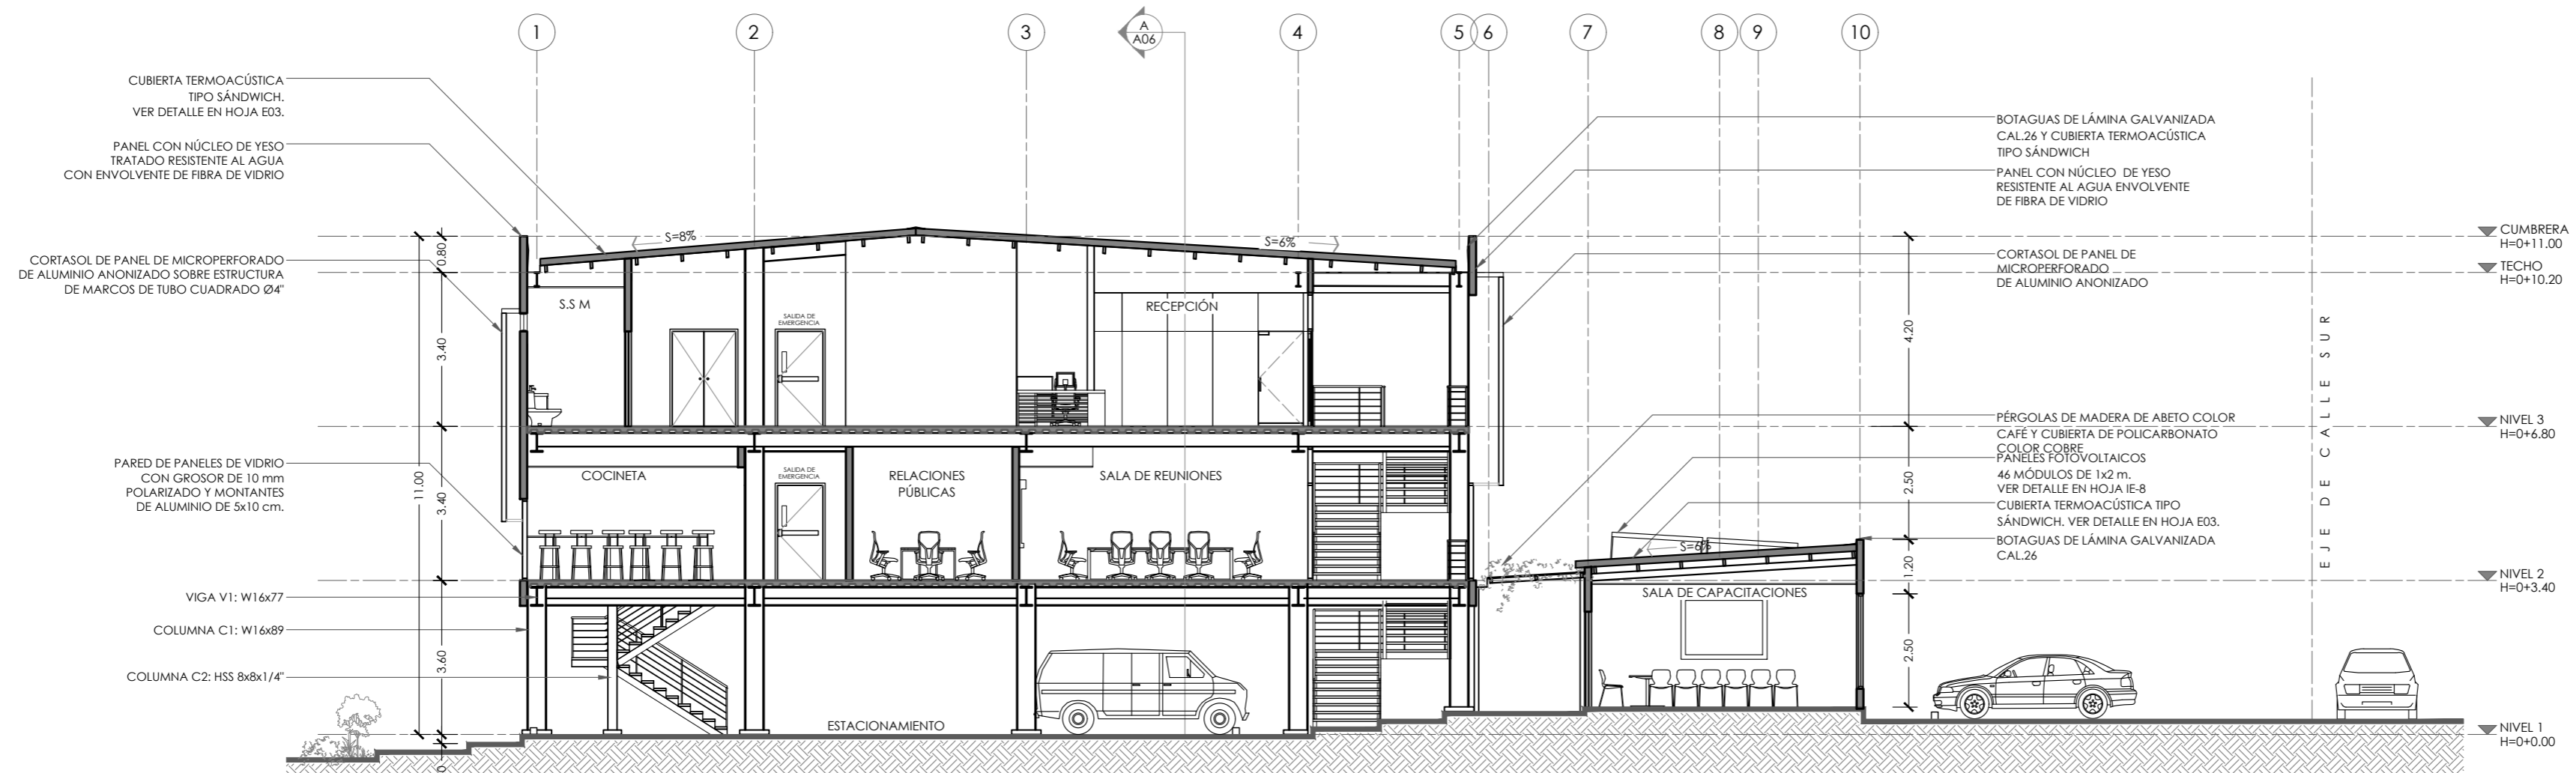 1
2
3
A
A06
4
5
6
7
8
9
10
CUBIERTA TERMOACÚSTICA
TIPO SÁNDWICH.
VER DETALLE EN HOJA E03.
PANEL CON NÚCLEO DE YESO
TRATADO RESISTENTE AL AGUA
CON ENVOLVENTE DE FIBRA DE VIDRIO
CORTASOL DE PANEL DE MICROPERFORADO
DE ALUMINIO ANONIZADO SOBRE ESTRUCTURA
DE MARCOS DE TUBO CUADRADO Ø4"
PARED DE PANELES DE VIDRIO
CON GROSOR DE 10 mm
POLARIZADO Y MONTANTES
DE ALUMINIO DE 5x10 cm.
VIGA V1: W16x77
COLUMNA C1: W16x89
COLUMNA C2: HSS 8x8x1/4"
11.00
0.80
3.40
3.40
3.60
0
S=8%
S=6%
S.S M
SALIDA DE
EMERGENCIA
RECEPCIÓN
COCINETA
SALIDA DE
EMERGENCIA
RELACIONES
PÚBLICAS
SALA DE REUNIONES
ESTACIONAMIENTO
S=6%
SALA DE CAPACITACIONES
4.20
2.50
1.20
2.50
BOTAGUAS DE LÁMINA GALVANIZADA
CAL.26 Y CUBIERTA TERMOACÚSTICA
TIPO SÁNDWICH
PANEL CON NÚCLEO DE YESO
RESISTENTE AL AGUA ENVOLVENTE
DE FIBRA DE VIDRIO
CORTASOL DE PANEL DE
MICROPERFORADO
DE ALUMINIO ANONIZADO
PÉRGOLAS DE MADERA DE ABETO COLOR
CAFÉ Y CUBIERTA DE POLICARBONATO
COLOR COBRE
PANELES FOTOVOLTAICOS
46 MÓDULOS DE 1x2 m.
VER DETALLE EN HOJA IE-8
CUBIERTA TERMOACÚSTICA TIPO
SÁNDWICH. VER DETALLE EN HOJA E03.
BOTAGUAS DE LÁMINA GALVANIZADA
CAL.26
EJE DE CALLE SUR
CUMBRERA
H=0+11.00
TECHO
H=0+10.20
NIVEL 3
H=0+6.80
NIVEL 2
H=0+3.40
NIVEL 1
H=0+0.00